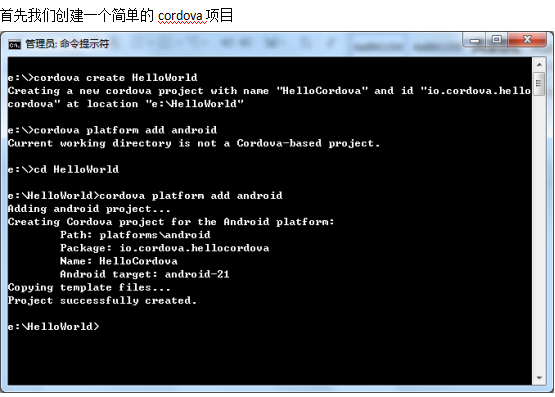 首先我们创建一个简单的 cordova 项目
管理员: 命令提示符
e:\>cordova create HelloWorld
Creating a new cordova project with name "HelloCordova" and id "io.cordova.hello
cordova" at location "e:\HelloWorld"
e:\>cordova platform add android
Current working directory is not a Cordova-based project.
e:\>cd HelloWorld
e:\HelloWorld>cordova platform add android
Adding android project...
Creating Cordova project for the Android platform:
Path: platforms\android
Package: io.cordova.hellocordova
Name: HelloCordova
Android target: android-21
Copying template files...
Project successfully created.
e:\HelloWorld>